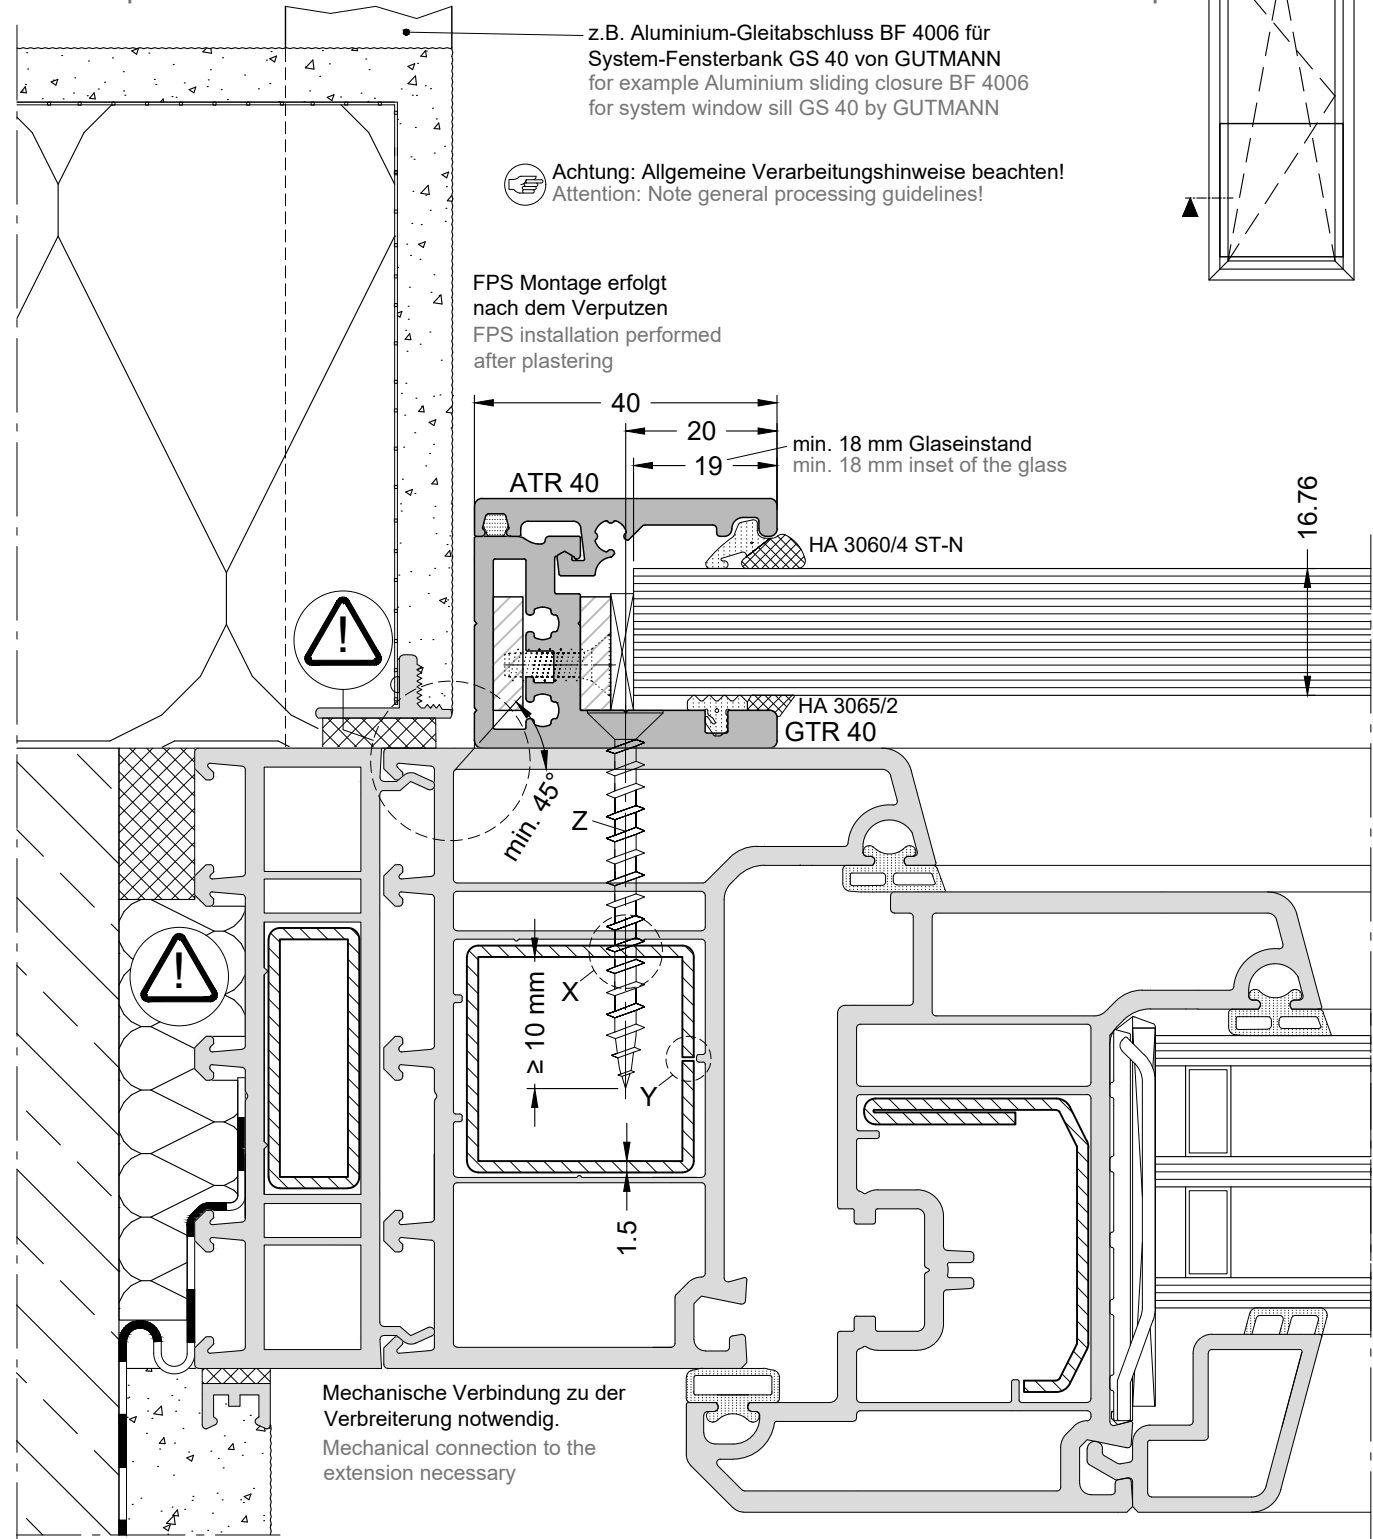 z.B. Aluminium-Gleitabschluss BF 4006 für
System-Fensterbank GS 40 von GUTMANN
for example Aluminium sliding closure BF 4006
for system window sill GS 40 by GUTMANN
Achtung: Allgemeine Verarbeitungshinweise beachten!
Attention: Note general processing guidelines!
FPS Montage erfolgt
nach dem Verputzen
FPS installation performed
after plastering
40
20
19
min. 18 mm Glaseinstand
min. 18 mm inset of the glass
ATR 40
16.76
HA 3060/4 ST-N
!
HA 3065/2
GTR 40
min. 45°
Z
!
X
≥ 10 mm
Y
1.5
Mechanische Verbindung zu der
Verbreiterung notwendig.
Mechanical connection to the
extension necessary